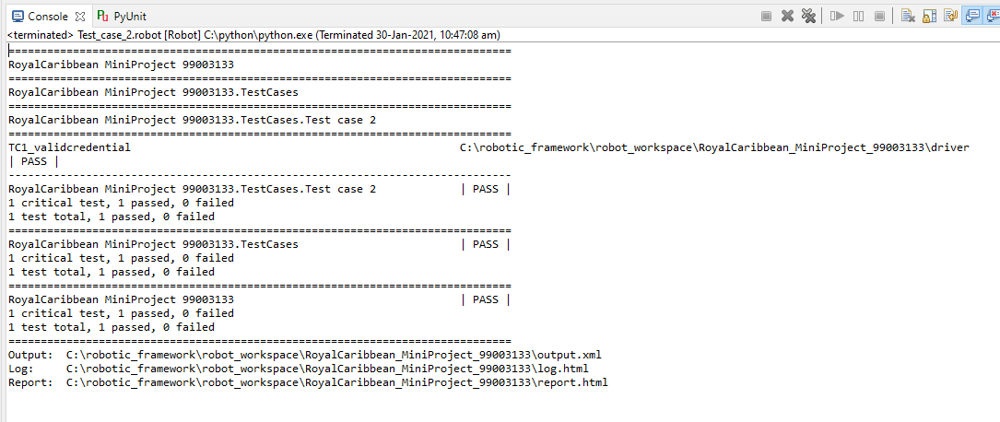 Console PyUnit
<terminated> Test_case_2.robot [Robot] C:\python\python.exe (Terminated 30-Jan-2021, 10:47:08 am)
==============================================================================
RoyalCaribbean MiniProject 99003133
==============================================================================
RoyalCaribbean MiniProject 99003133.TestCases
==============================================================================
RoyalCaribbean MiniProject 99003133.TestCases.Test case 2
==============================================================================
TC1_validcredential C:\robotic_framework\robot_workspace\RoyalCaribbean_MiniProject_99003133\driver
| PASS |
------------------------------------------------------------------------------
RoyalCaribbean MiniProject 99003133.TestCases.Test case 2 | PASS |
1 critical test, 1 passed, 0 failed
1 test total, 1 passed, 0 failed
==============================================================================
RoyalCaribbean MiniProject 99003133.TestCases | PASS |
1 critical test, 1 passed, 0 failed
1 test total, 1 passed, 0 failed
==============================================================================
RoyalCaribbean MiniProject 99003133 | PASS |
1 critical test, 1 passed, 0 failed
1 test total, 1 passed, 0 failed
==============================================================================
Output: C:\robotic_framework\robot_workspace\RoyalCaribbean_MiniProject_99003133\output.xml
Log: C:\robotic_framework\robot_workspace\RoyalCaribbean_MiniProject_99003133\log.html
Report: C:\robotic_framework\robot_workspace\RoyalCaribbean_MiniProject_99003133\report.html